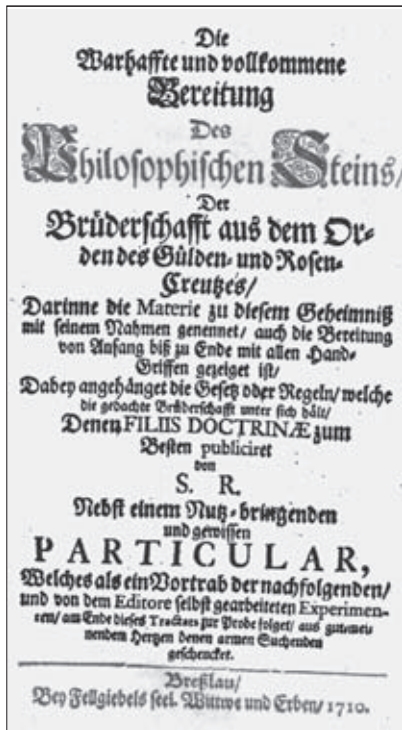 Die
Warhaffte und vollkommene
Bereitung
Des
Philosophischen Steins/
Der
Brüderschafft aus dem Or-
den des Gülden- und Rosen-
Creutzes/
Darinne die Materie zu diesem Geheimniß
mit seinem Nahmen genennet/ auch die Bereitung
von Anfang biß zu Ende mit allen Hand-
Griffen gezeiget ist/
Dabey angehänget die Gesetz oder Regeln/ welche
die gedachte Brüderschafft unter sich hält/
Denen FILIIS DOCTRINÆ zum
Besten publiciret
von
S. R.
Nebst einem Nutz-bringenden
und gewissen
PARTICULAR,
Welches als ein Vortrab der nachfolgenden/
und von dem Editore selbst gearbeiteten Experimen-
ten/ am Ende dieses Tractats zur Probe folget/ aus gutmei-
nendem Hertzen denen armen Suchenden
geschencket.
Breßlau/
Bey Fellgiebels seel. Wittwe und Erben/ 1710.